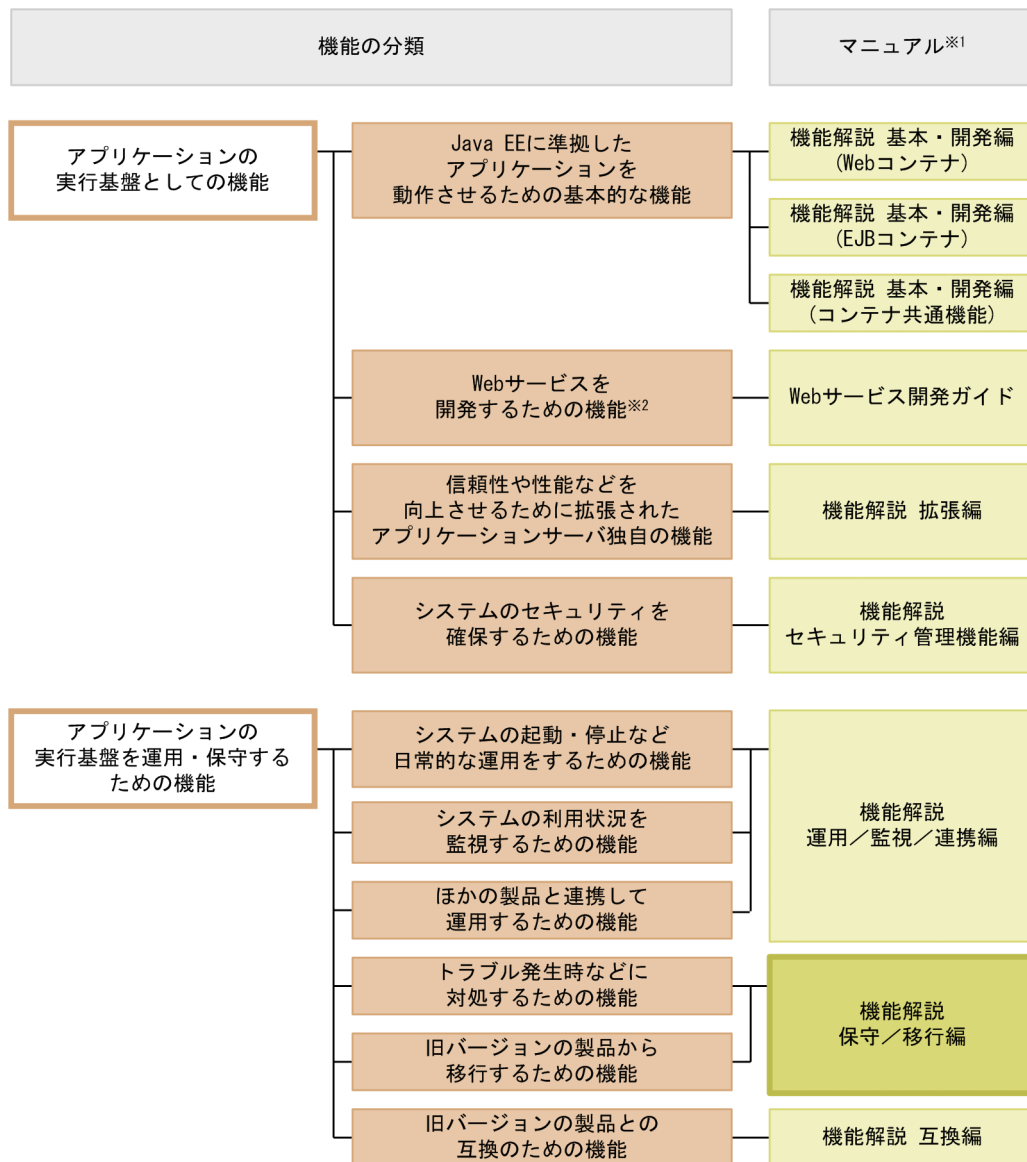 機能の分類
マニュアル※1
アプリケーションの
実行基盤としての機能
Java EEに準拠した
アプリケーションを
動作させるための基本的な機能
機能解説 基本・開発編
(Webコンテナ)
機能解説 基本・開発編
(EJBコンテナ)
機能解説 基本・開発編
(コンテナ共通機能)
Webサービスを
開発するための機能※2
Webサービス開発ガイド
信頼性や性能などを
向上させるために拡張された
アプリケーションサーバ独自の機能
機能解説 拡張編
システムのセキュリティを
確保するための機能
機能解説
セキュリティ管理機能編
アプリケーションの
実行基盤を運用・保守する
ための機能
システムの起動・停止など
日常的な運用をするための機能
システムの利用状況を
監視するための機能
ほかの製品と連携して
運用するための機能
機能解説
運用／監視／連携編
トラブル発生時などに
対処するための機能
旧バージョンの製品から
移行するための機能
機能解説
保守／移行編
旧バージョンの製品との
互換のための機能
機能解説 互換編